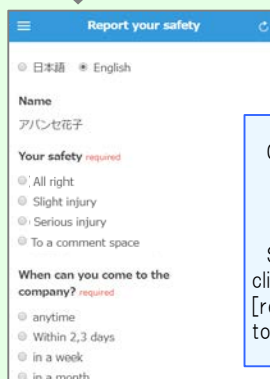 Report your safety
日本語 English
Name
アバンセ花子
Your safety required
All right
Slight injury
Serious injury
To a comment space
When can you come to the
company? required
anytime
Within 2,3 days
in a week
in a month